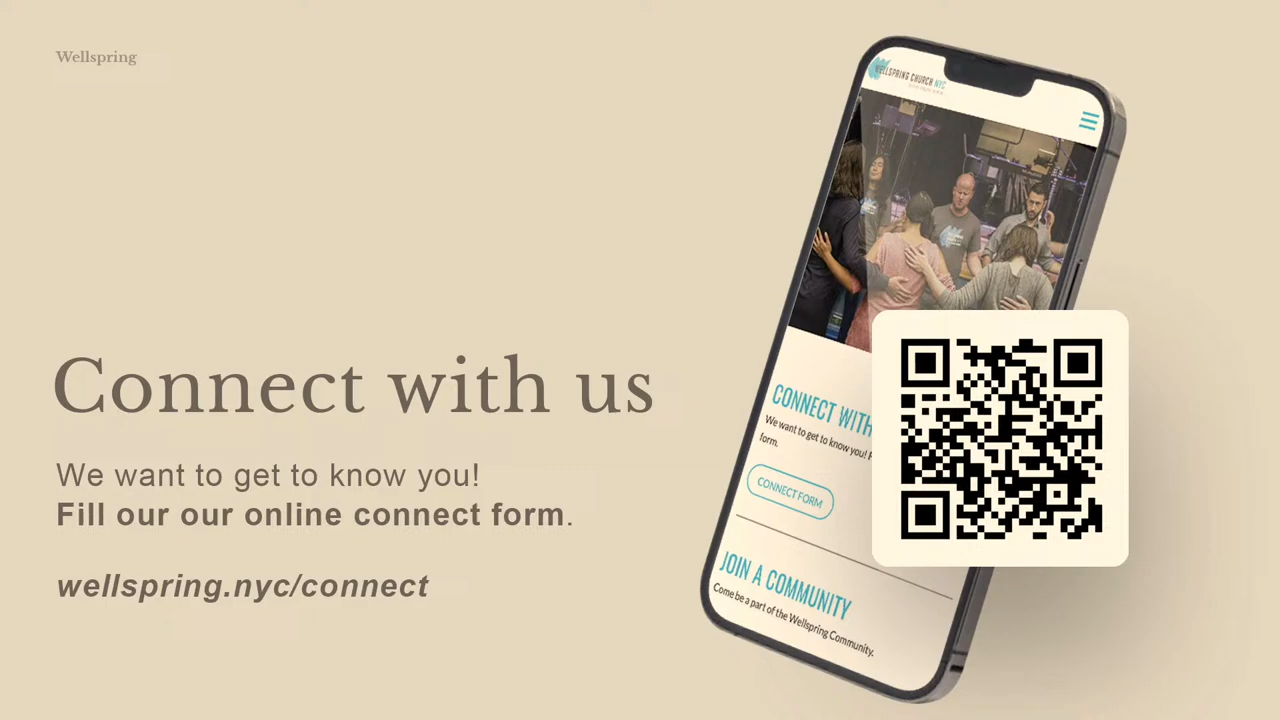 Wellspring
Connect with us
We want to get to know you!
Fill our our online connect form.
wellspring.nyc/connect
WELLSPRING CHURCH NYC
CONNECT WITH
We want to get to know you!
form.
CONNECT FORM
JOIN A COMMUNITY
Come be a part of the Wellspring Community.